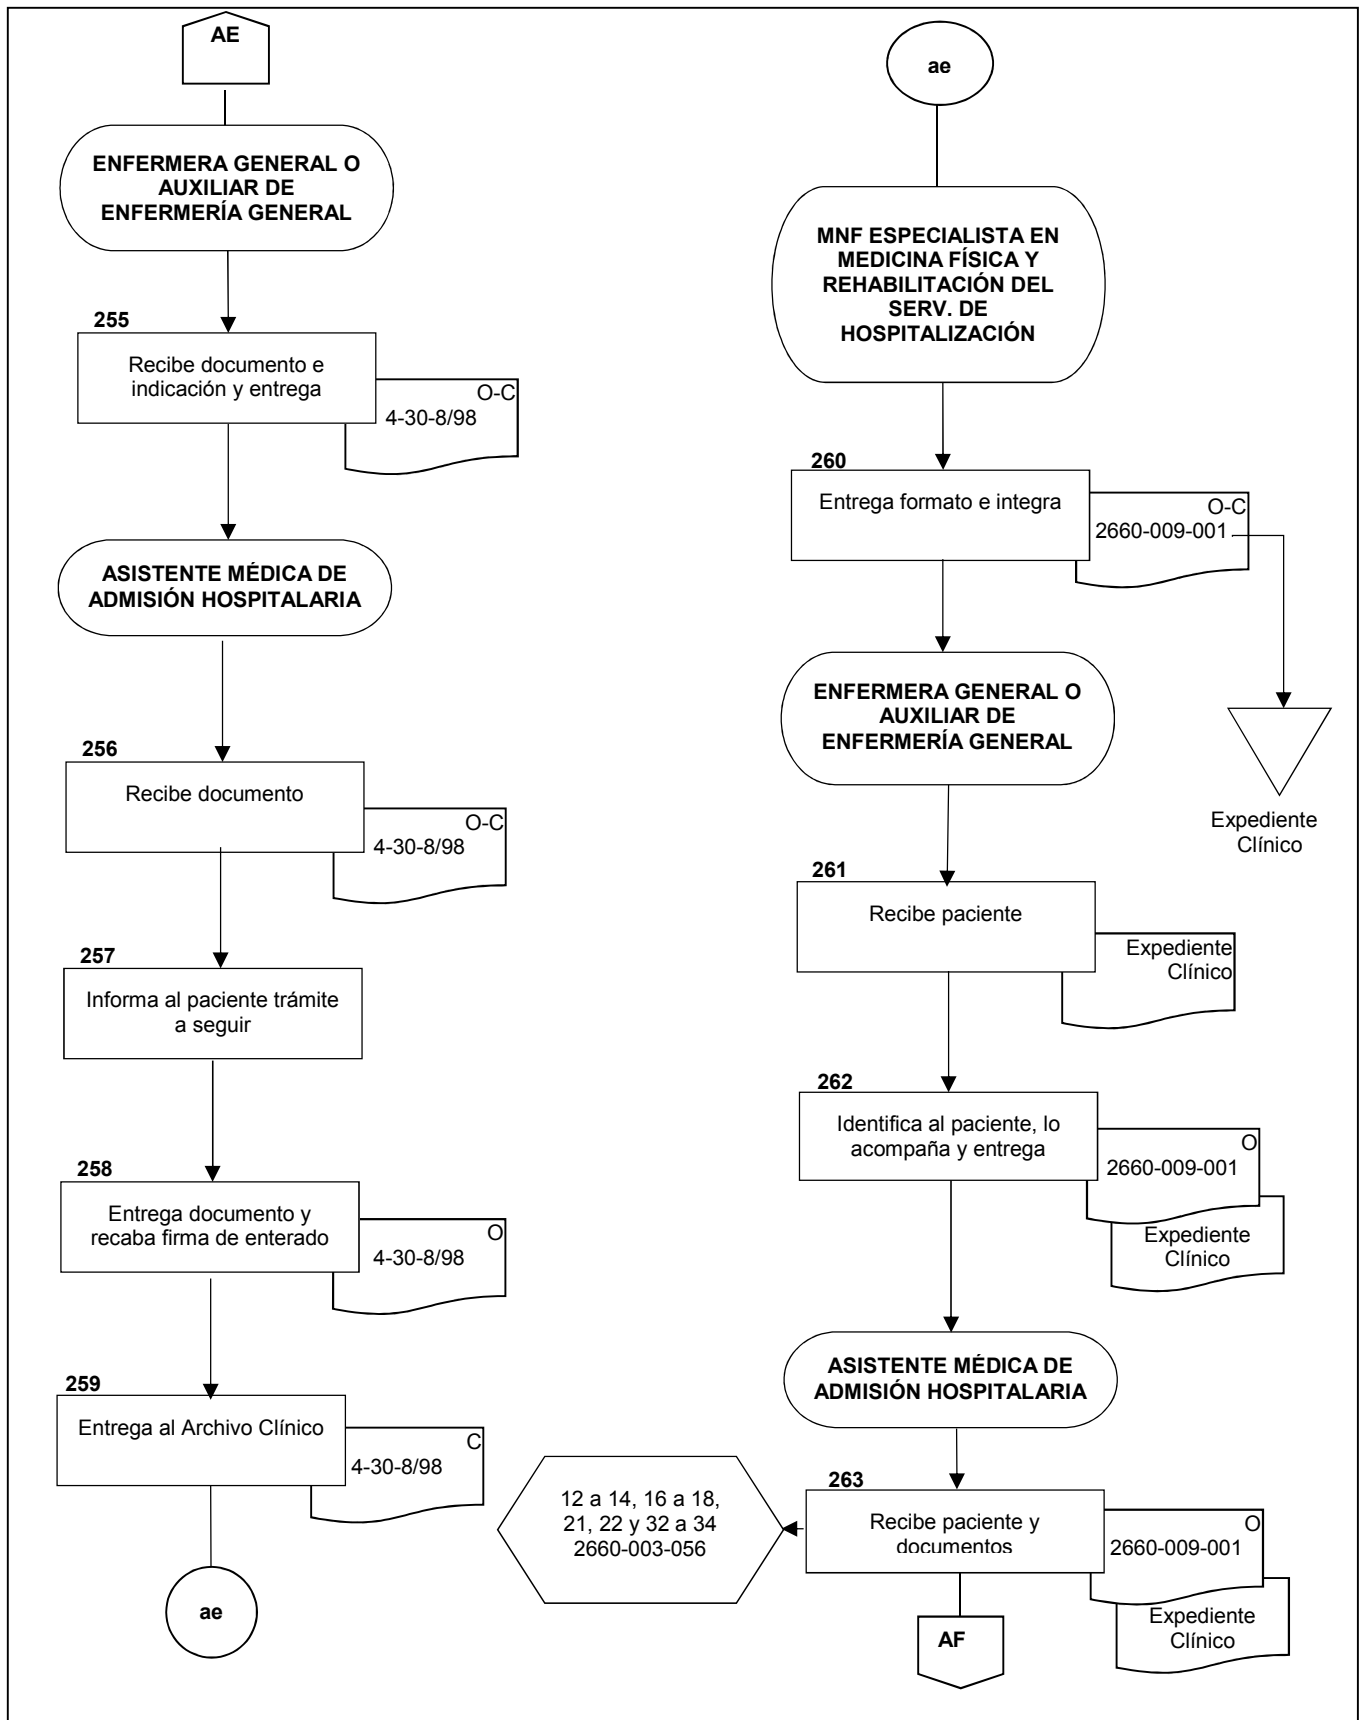 AE
ENFERMERA GENERAL O
AUXILIAR DE
ENFERMERÍA GENERAL
255
Recibe documento e
indicación y entrega
O-C
4-30-8/98
ASISTENTE MÉDICA DE
ADMISIÓN HOSPITALARIA
256
Recibe documento
O-C
4-30-8/98
257
Informa al paciente trámite
a seguir
258
Entrega documento y
recaba firma de enterado
O
4-30-8/98
259
Entrega al Archivo Clínico
C
4-30-8/98
ae
ae
MNF ESPECIALISTA EN
MEDICINA FÍSICA Y
REHABILITACIÓN DEL
SERV. DE
HOSPITALIZACIÓN
260
Entrega formato e integra
O-C
2660-009-001
Expediente
Clínico
ENFERMERA GENERAL O
AUXILIAR DE
ENFERMERÍA GENERAL
261
Recibe paciente
Expediente
Clínico
262
Identifica al paciente, lo
acompaña y entrega
O
2660-009-001
Expediente
Clínico
ASISTENTE MÉDICA DE
ADMISIÓN HOSPITALARIA
263
Recibe paciente y
documentos
O
2660-009-001
Expediente
Clínico
12 a 14, 16 a 18,
21, 22 y 32 a 34
2660-003-056
AF